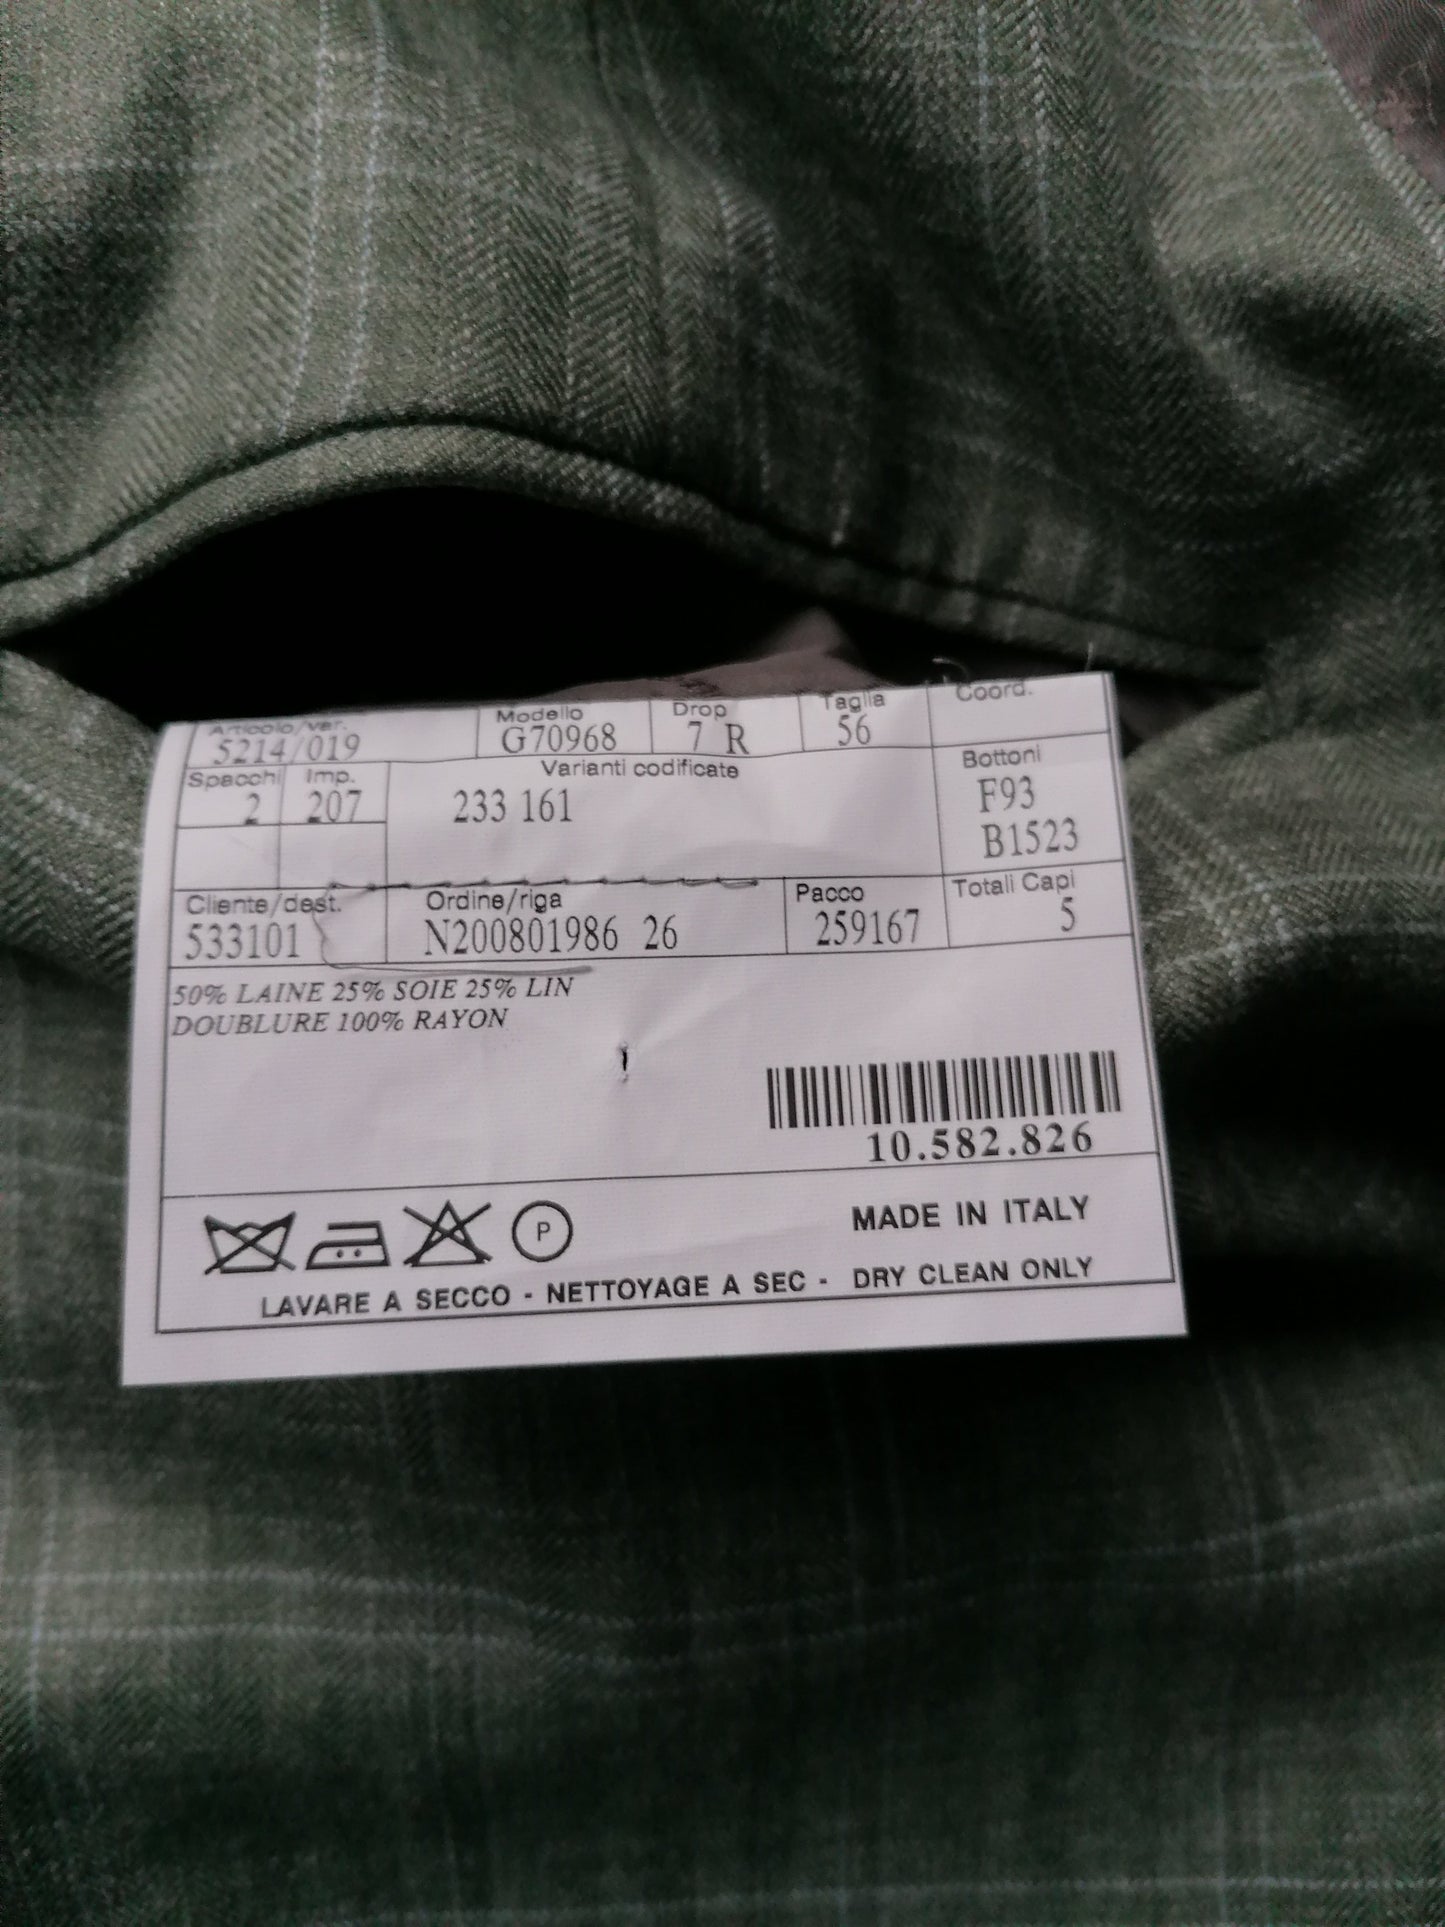 Articolo/var. Modello Drop Taglia Coord.
5214/019 G70968 7 R 56
Spacchi Imp. Varianti codificate Bottoni
2 207 233 161 F93
B1523
Cliente/dest. Ordine/riga Pacco Totali Capi
533101 N200801986 26 259167 5
50% LAINE 25% SOIE 25% LIN
DOUBLURE 100% RAYON
10.582.826
P MADE IN ITALY
LAVARE A SECCO - NETTOYAGE A SEC - DRY CLEAN ONLY